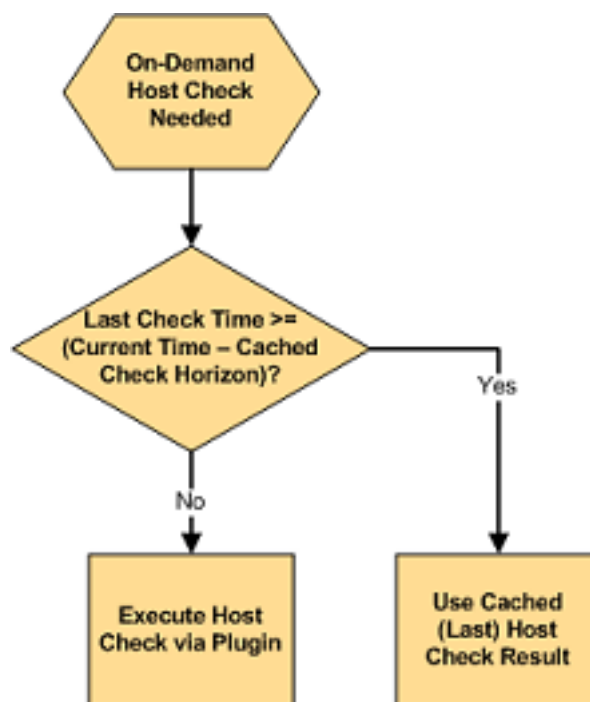 On-Demand
Host Check
Needed
Last Check Time >=
(Current Time – Cached
Check Horizon)?
Yes
No
Execute Host
Check via Plugin
Use Cached
(Last) Host
Check Result